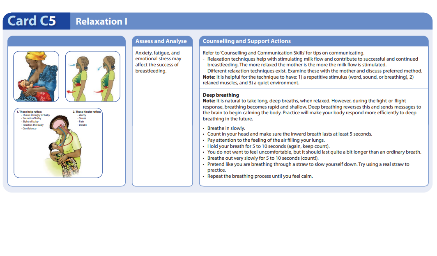 Card C5 Relaxation I
Assess and Analyse
Anxiety, fatigue, and
emotional stress may
affect the success of
breastfeeding.
Counselling and Support Actions
Refer to Counselling and Communication Skills for tips on communicating.
- Relaxation techniques help with stimulating milk flow and contribute to successful and continued
breastfeeding. The more relaxed the mother is the more the milk flow is stimulated.
- Different relaxation techniques exist. Examine these with the mother and discuss preferred method.
Note: It is helpful for the technique to have: 1) a repetitive stimulus (word, sound, or breathing), 2)
relaxed muscles, and 3) a quiet environment
Deep breathing
Note: It is natural to take long, deep breaths, when relaxed. However, during the fight-or-flight
response, breathing becomes rapid and shallow. Deep breathing reverses this and sends messages to
the brain to begin calming the body. Practice will make your body respond more efficiently to deep
breathing in the future.
• Breathe in slowly.
• Count in your head and make sure the inward breath lasts at least 5 seconds.
• Pay attention to the feeling of the air filling your lungs.
• Hold your breath for 5 to 10 seconds (again, keep count).
• You do not want to feel uncomfortable, but it should last quite a bit longer than an ordinary breath.
• Breathe out very slowly for 5 to 10 seconds (count!).
• Pretend like you are breathing through a straw to slow yourself down. Try using a real straw to
practice.
• Repeat the breathing process until you feel calm.